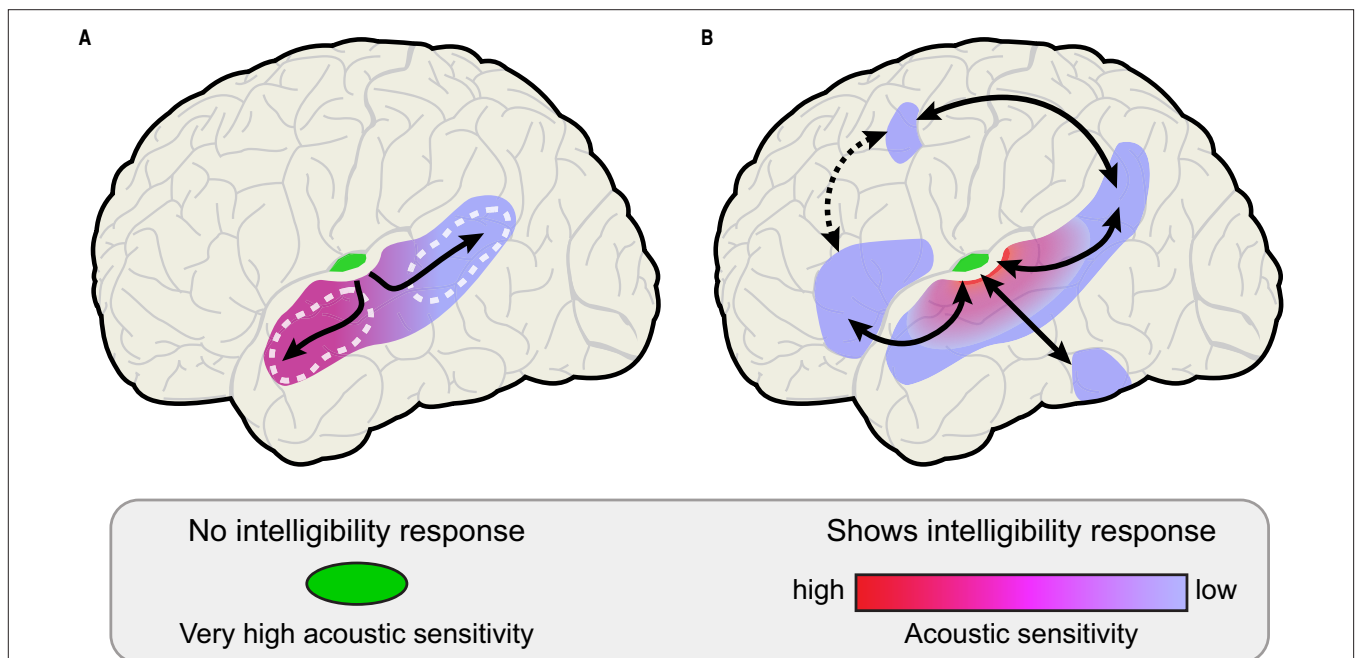 A
B
No intelligibility response
Very high acoustic sensitivity
Shows intelligibility response
high
low
Acoustic sensitivity